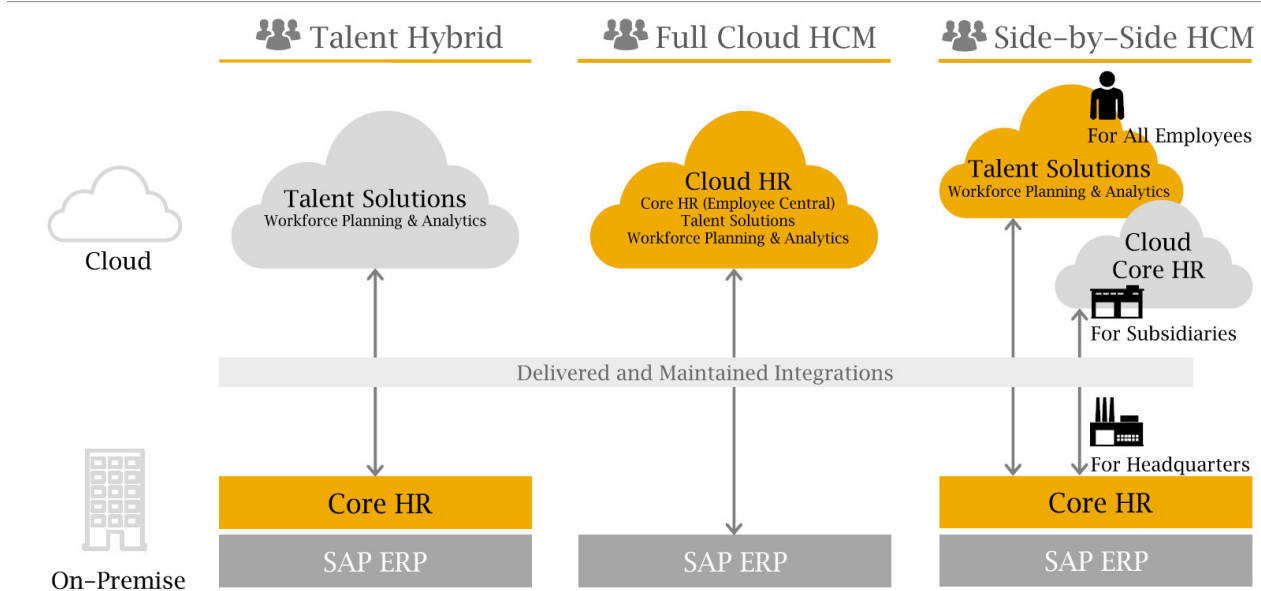 Talent Hybrid
Full Cloud HCM
Side-by-Side HCM
For All Employees
Talent Solutions
Workforce Planning & Analytics
Cloud HR
Core HR (Employee Central)
Talent Solutions
Workforce Planning & Analytics
Talent Solutions
Workforce Planning & Analytics
Cloud
Cloud
Core HR
For Subsidiaries
Delivered and Maintained Integrations
For Headquarters
Core HR
Core HR
On-Premise
SAP ERP
SAP ERP
SAP ERP